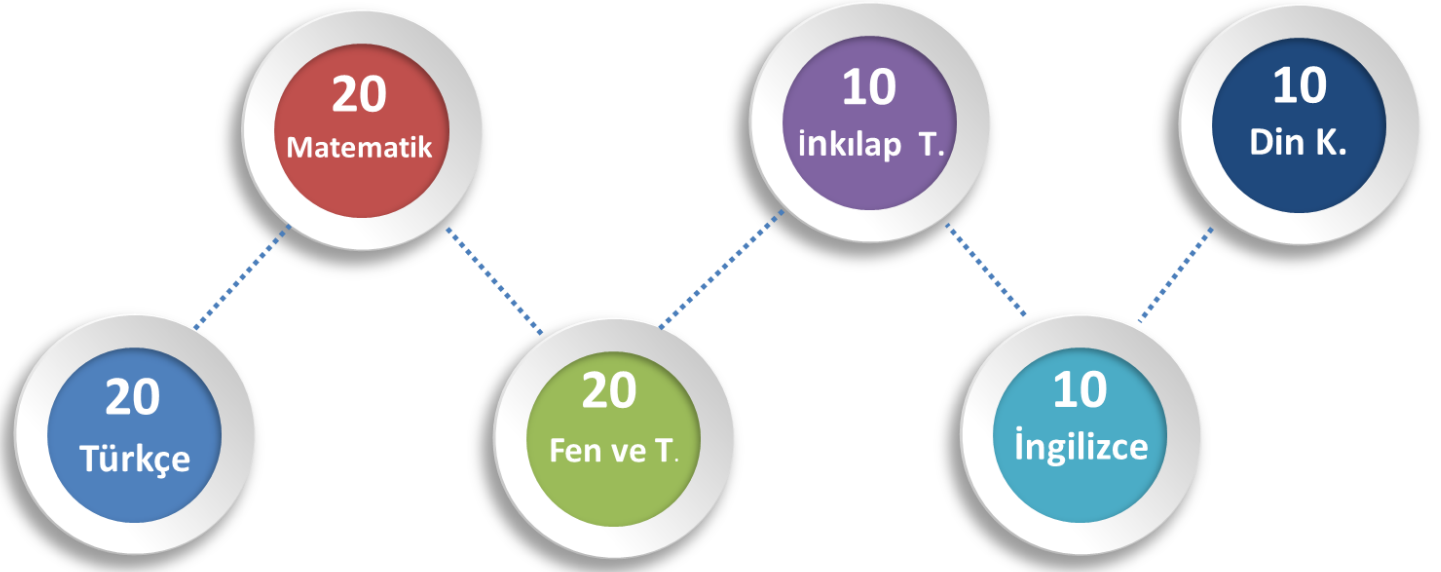 20
Türkçe
20
Matematik
20
Fen ve T.
10
İnkılap T.
10
İngilizce
10
Din K.